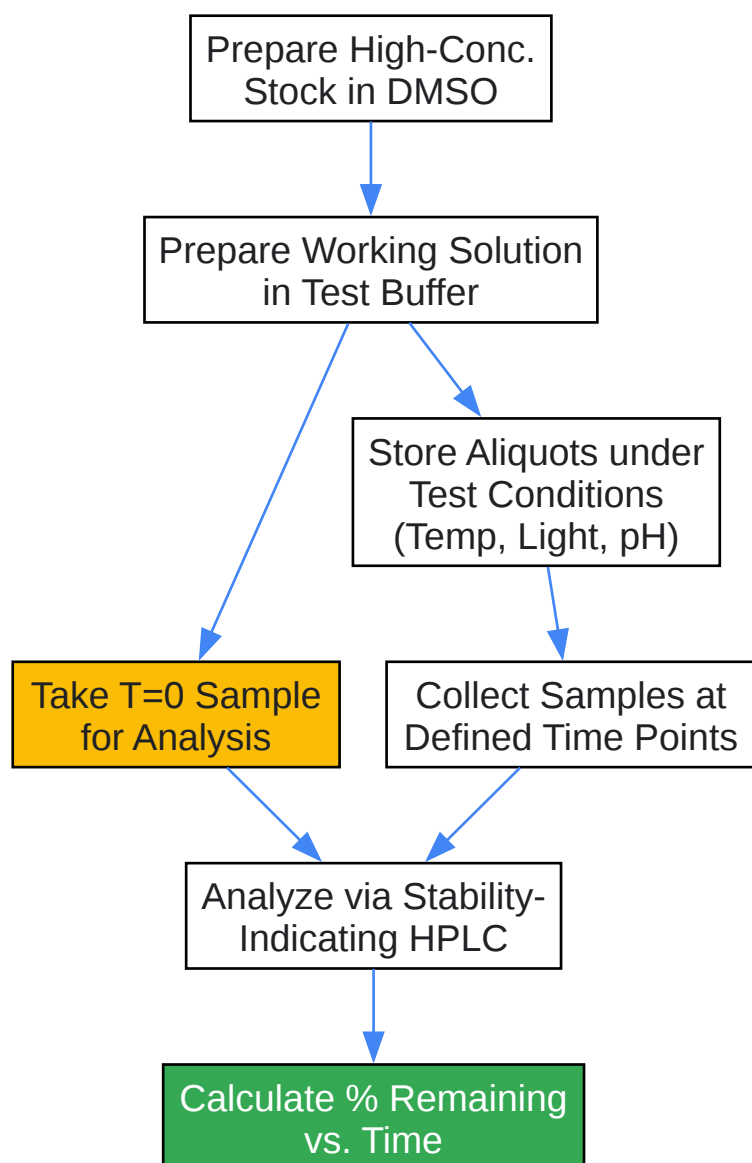 Prepare High-Conc.
Stock in DMSO
Prepare Working Solution
in Test Buffer
Store Aliquots under
Test Conditions
(Temp, Light, pH)
Take T=0 Sample
for Analysis
Collect Samples at
Defined Time Points
Analyze via Stability-
Indicating HPLC
Calculate % Remaining
vs. Time